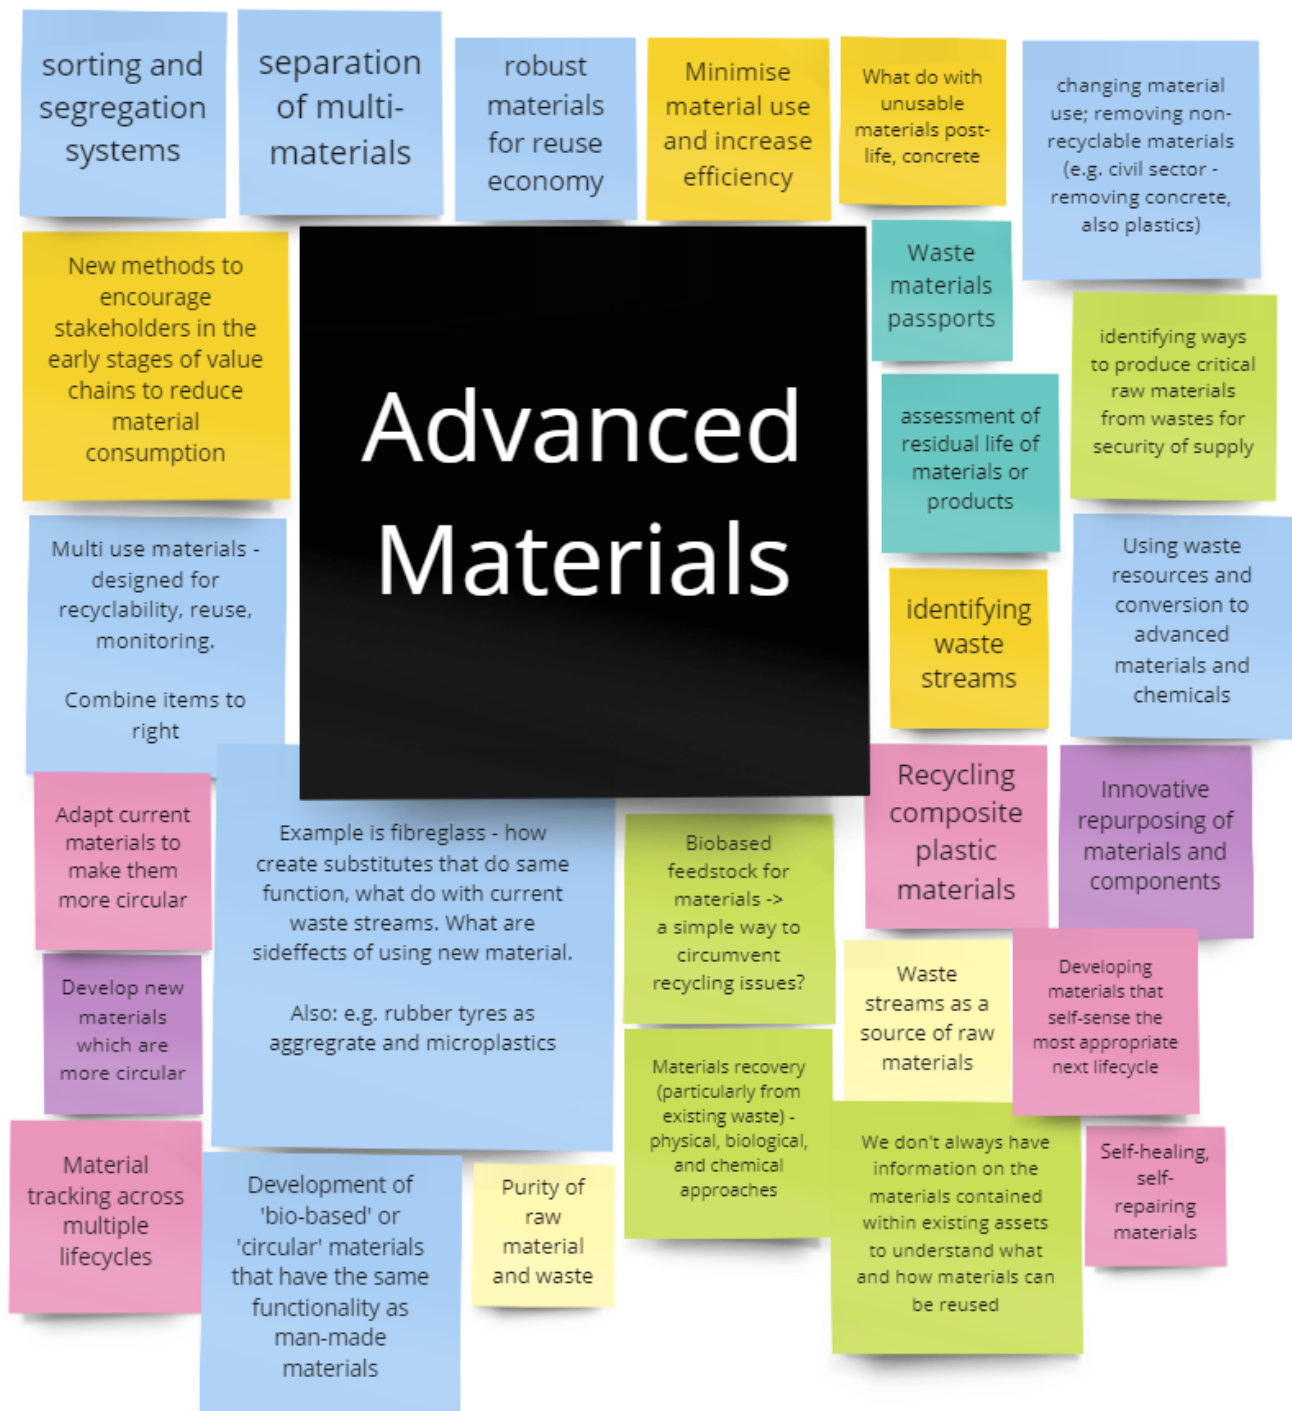 sorting and
segregation
systems
separation
of multi-
materials
robust
materials
for reuse
economy
Minimise
material use
and increase
efficiency
What do with
unusable
materials post-
life, concrete
changing material
use; removing non-
recyclable materials
(e.g. civil sector -
removing concrete,
also plastics)
New methods to
encourage
stakeholders in the
early stages of value
chains to reduce
material
consumption
Advanced
Materials
Waste
materials
passports
identifying ways
to produce critical
raw materials
from wastes for
security of supply
assessment of
residual life of
materials or
products
Multi use materials -
designed for
recyclability, reuse,
monitoring.
Combine items to
right
identifying
waste
streams
Using waste
resources and
conversion to
advanced
materials and
chemicals
Adapt current
materials to
make them
more circular
Example is fibreglass - how
create substitutes that do same
function, what do with current
waste streams. What are
sideffects of using new material.
Also: e.g. rubber tyres as
aggregrate and microplastics
Biobased
feedstock for
materials ->
a simple way to
circumvent
recycling issues?
Recycling
composite
plastic
materials
Innovative
repurposing of
materials and
components
Develop new
materials
which are
more circular
Waste
streams as a
source of raw
materials
Developing
materials that
self-sense the
most appropriate
next lifecycle
Materials recovery
(particularly from
existing waste) -
physical, biological,
and chemical
approaches
Material
tracking across
multiple
lifecycles
Development of
'bio-based' or
'circular' materials
that have the same
functionality as
man-made
materials
Purity of
raw
material
and waste
We don't always have
information on the
materials contained
within existing assets
to understand what
and how materials can
be reused
Self-healing,
self-
repairing
materials